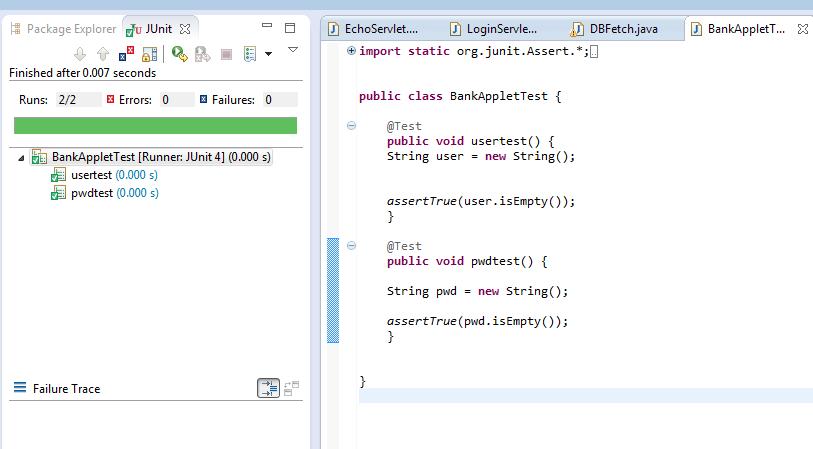 Package Explorer JUnit
Finished after 0.007 seconds
Runs: 2/2 Errors: 0 Failures: 0
BankAppletTest [Runner: JUnit 4] (0.000 s)
usertest (0.000 s)
pwdtest (0.000 s)
Failure Trace
EchoServlet.... LoginServle... DBFetch.java BankAppletT...
import static org.junit.Assert.*;
public class BankAppletTest {
@Test
public void usertest() {
String user = new String();
assertTrue(user.isEmpty());
}
@Test
public void pwdtest() {
String pwd = new String();
assertTrue(pwd.isEmpty());
}
}